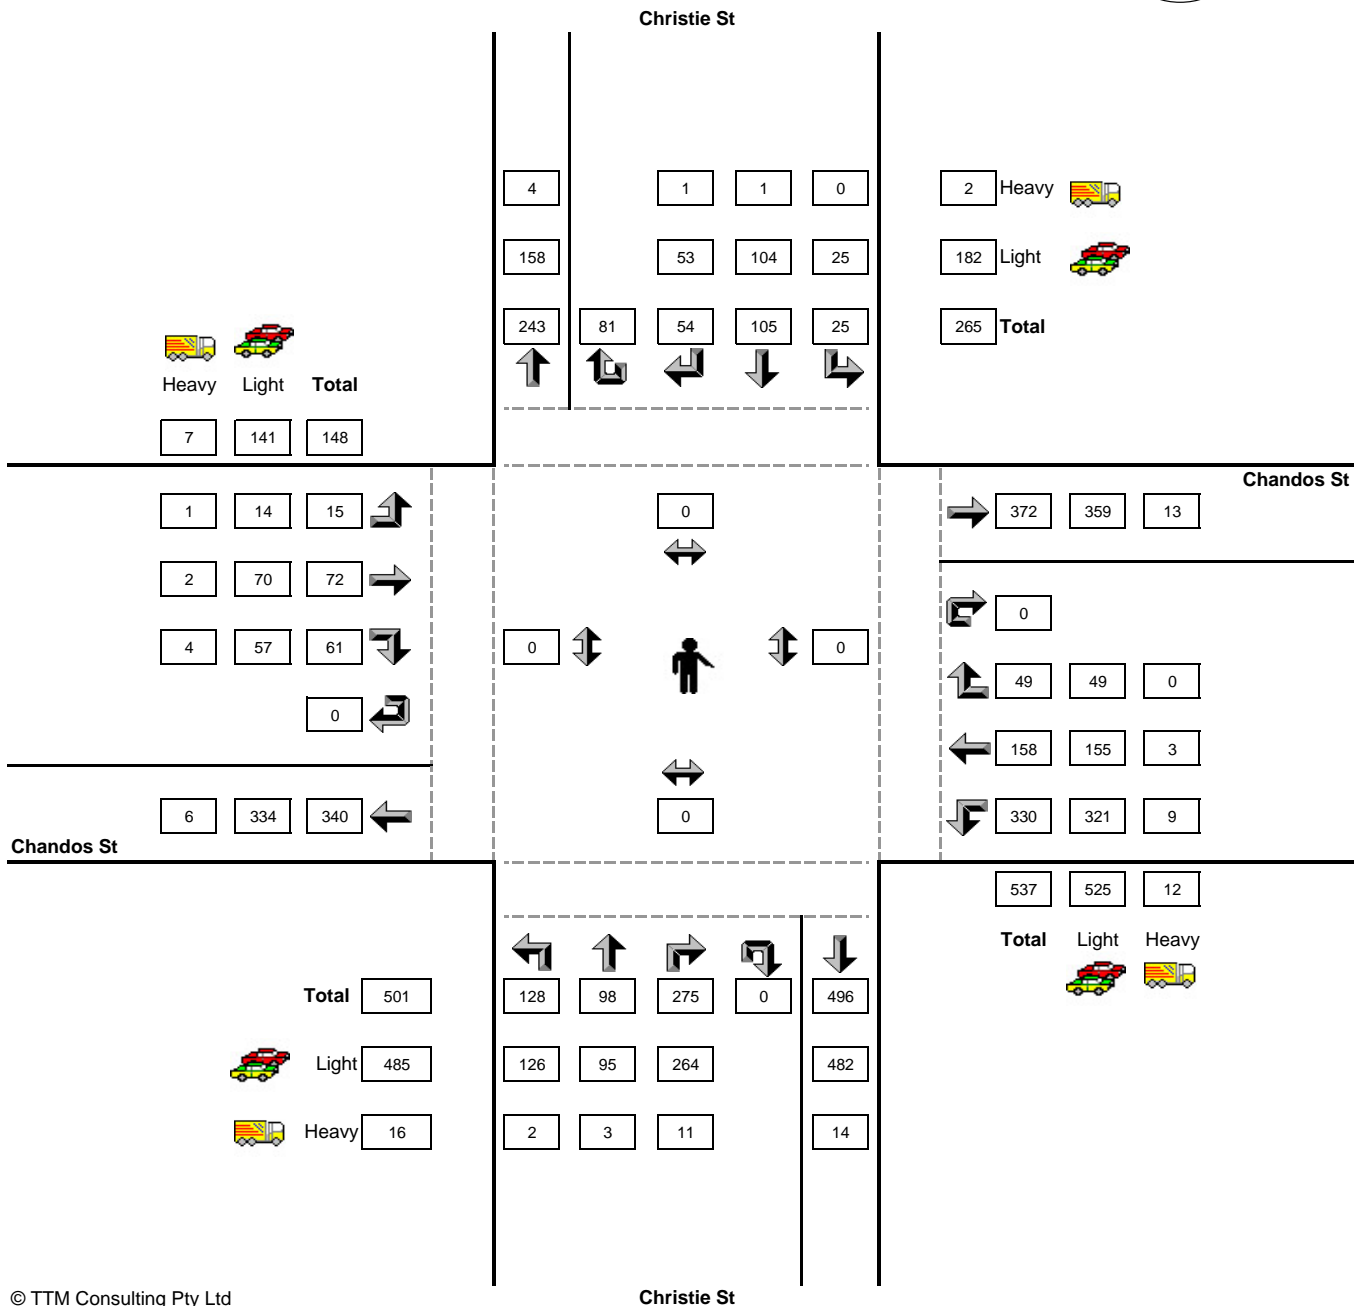 Christie St
4 1 1 0 2 Heavy
158 53 104 25 182 Light
243 81 54 105 25 265 Total
Heavy Light Total
7 141 148
Chandos St
1 14 15 0 372 359 13
2 70 72 0
4 57 61 0 0 49 49 0
0 158 155 3
6 334 340 0 330 321 9
Chandos St
537 525 12
Total Light Heavy
Total 501 128 98 275 0 496
Light 485 126 95 264 482
Heavy 16 2 3 11 14
© TTM Consulting Pty Ltd Christie St